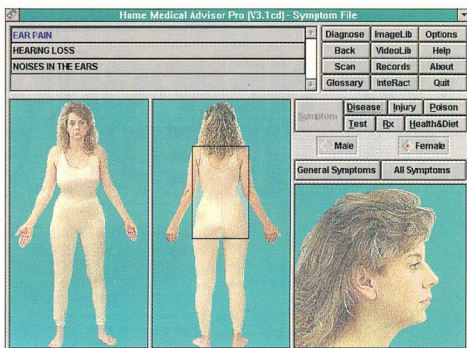 Home Medical Advisor Pro (V3.1cd) - Symptom File
EAR PAIN
HEARING LOSS
NOISES IN THE EARS
Diagnose ImageLib Options
Back VideoLib Help
Scan Records About
Glossary InteRact Quit
Symptom Disease Injury Poison
Test Rx Health&Diet
Male Female
General Symptoms All Symptoms